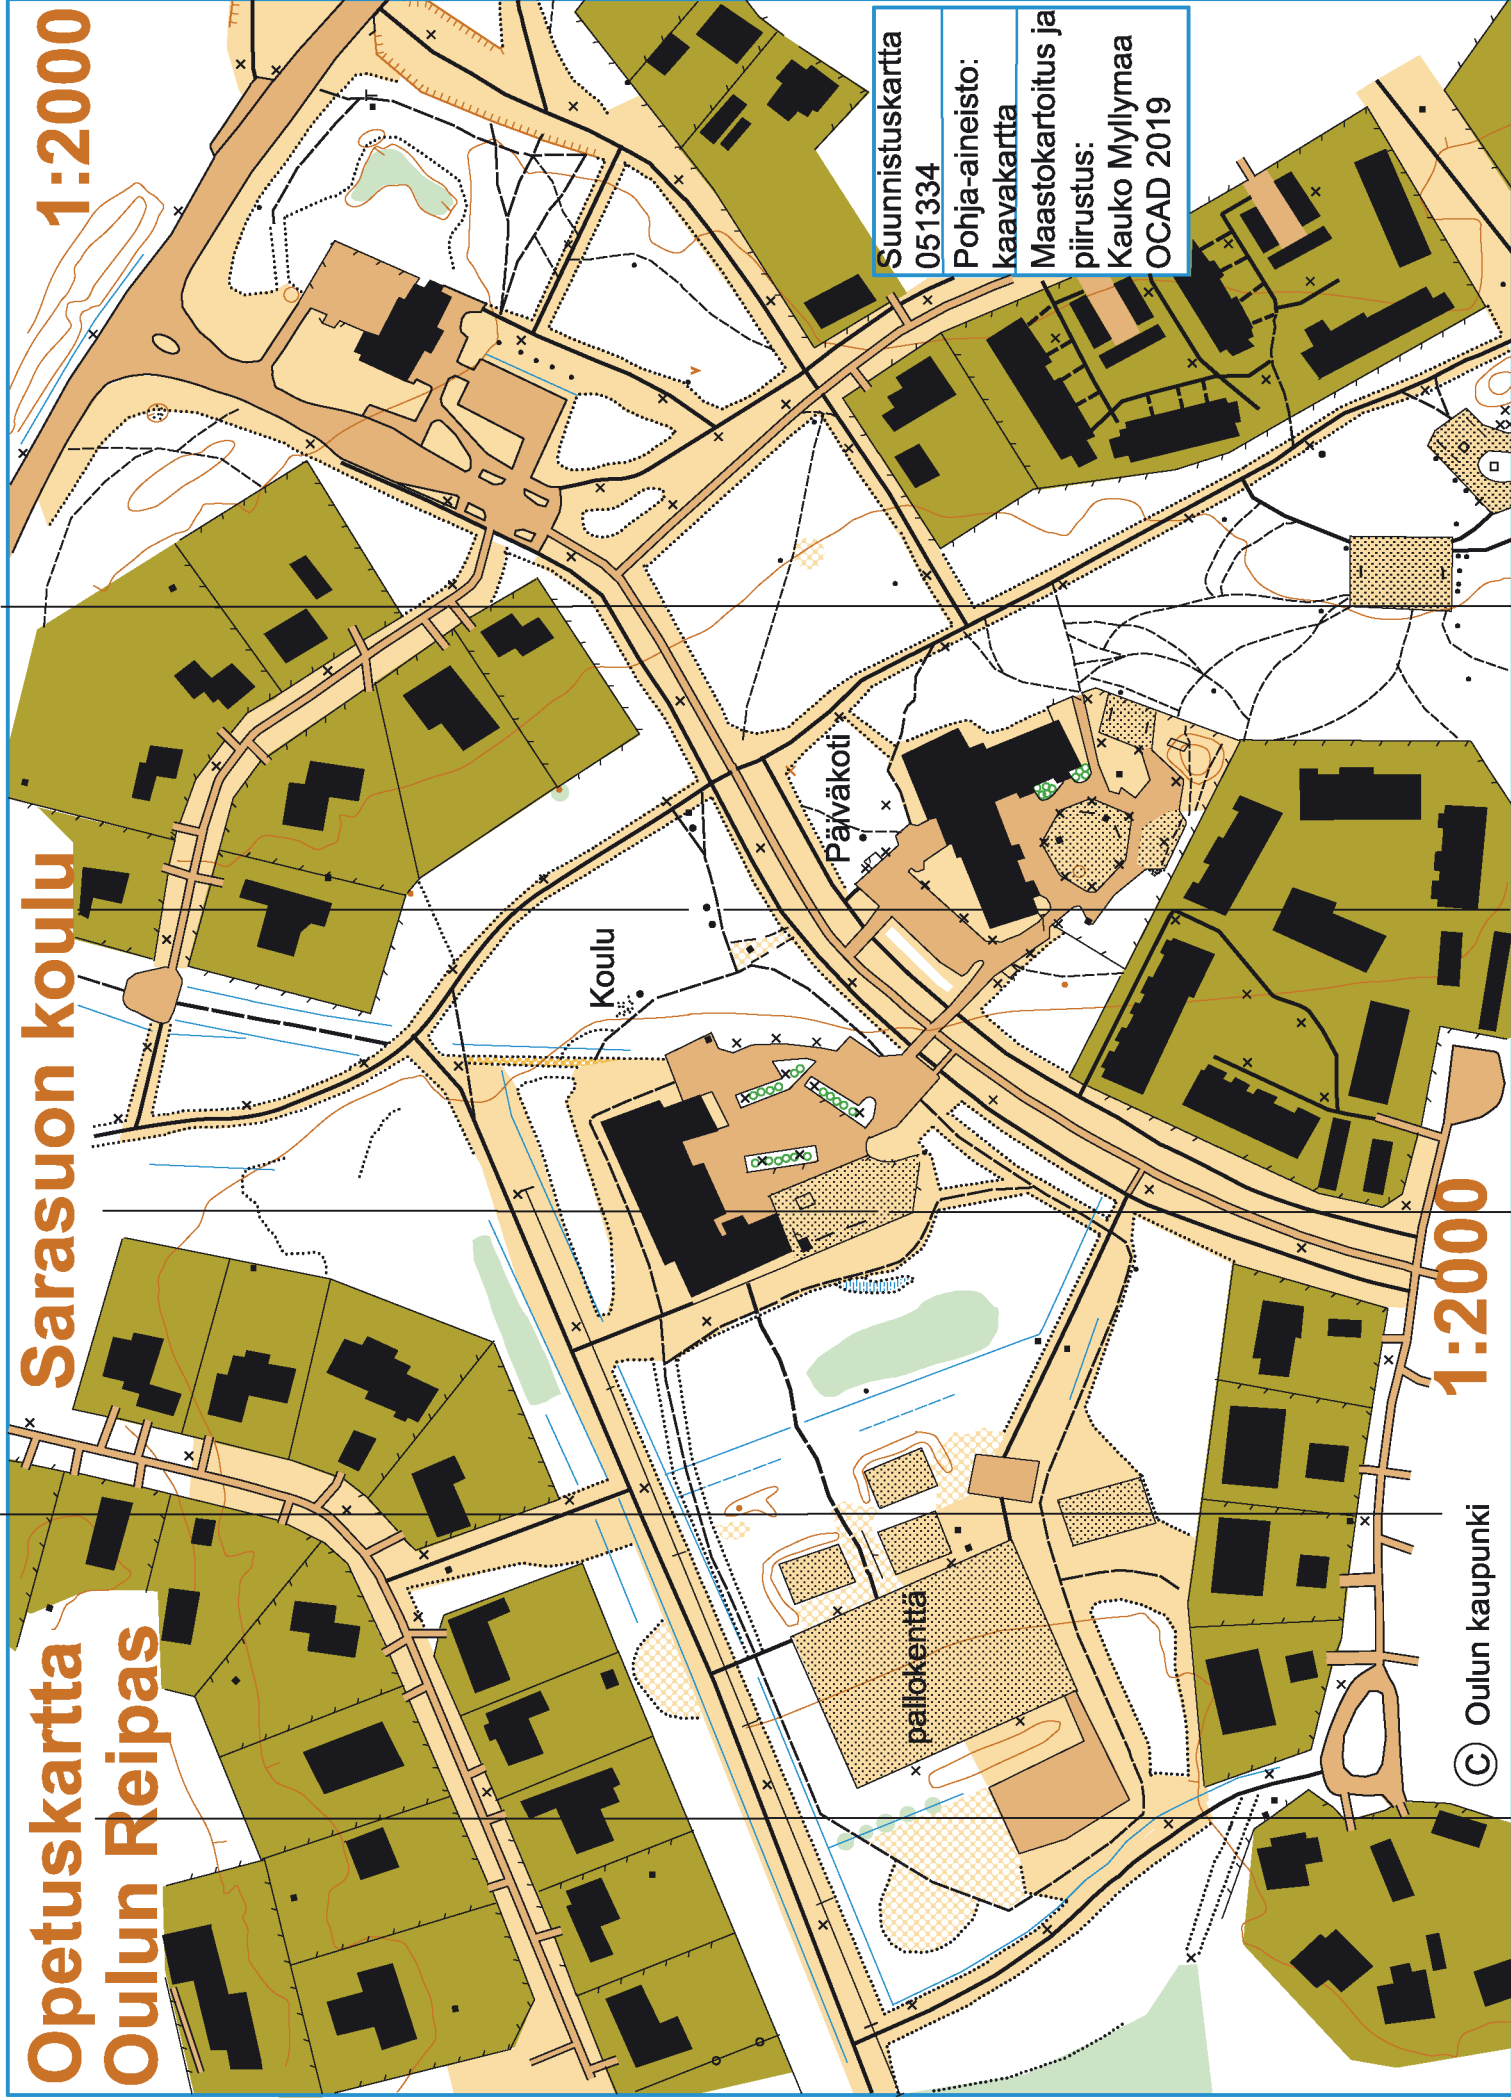 Opetuskartta
Oulun Reipas
Sarasuon koulu
1:2000
Suunnistuskartta
051334
Pohja-aineisto:
kaavakartta
Maastokartoitus ja
piirustus:
Kauko Myllymaa
OCAD 2019
Koulu
Päiväkoti
pallokenttä
1:2000
© Oulun kaupunki